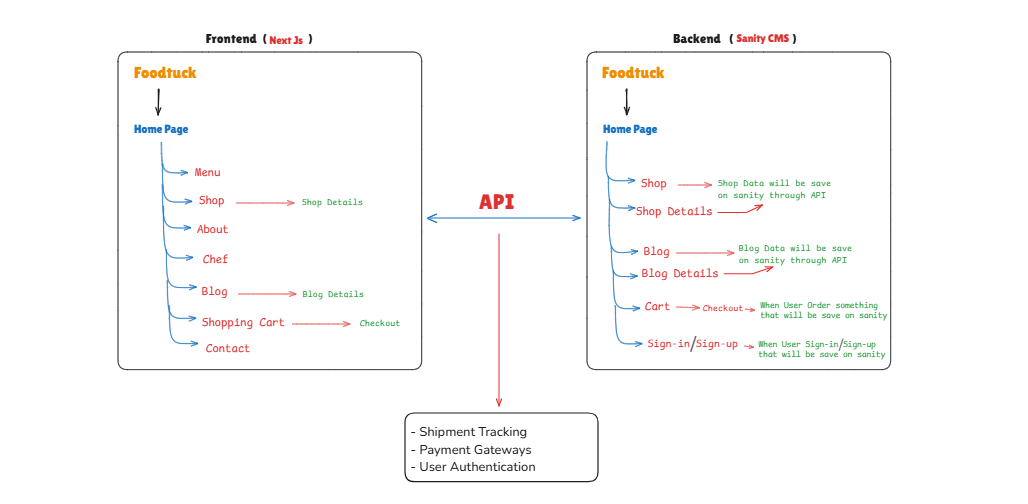 Frontend ( Next Js )
Foodtuck
Home Page
Menu
Shop
Shop Details
About
Chef
Blog
Blog Details
Shopping Cart
Checkout
Contact
API
Backend ( Sanity CMS )
Foodtuck
Home Page
Shop
Shop Data will be save
on sanity through API
Shop Details
Blog
Blog Data will be save
on sanity through API
Blog Details
Cart
Checkout
When User Order something
that will be save on sanity
Sign-in/Sign-up
When User Sign-in/Sign-up
that will be save on sanity
- Shipment Tracking
- Payment Gateways
- User Authentication